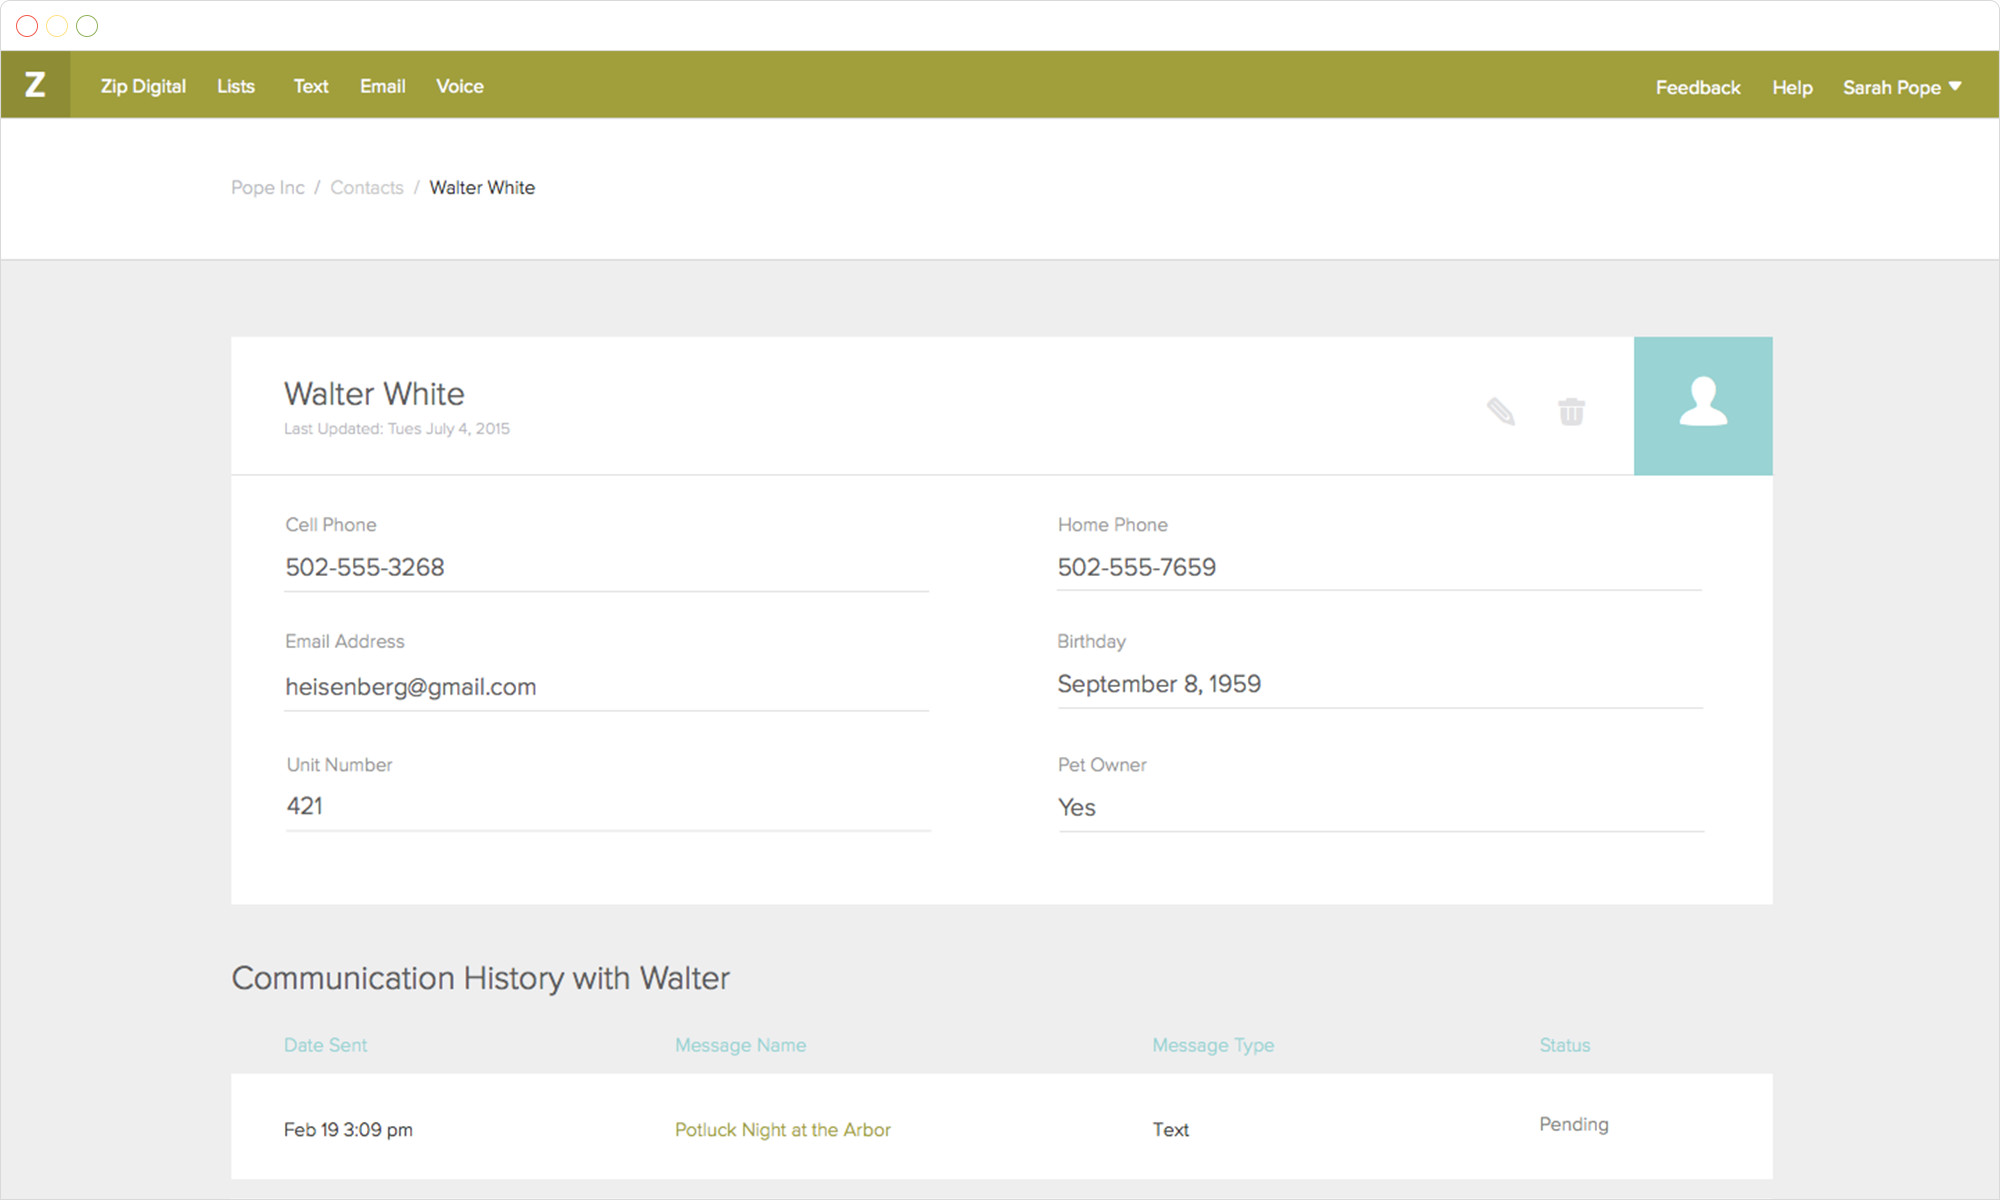 Z Zip Digital Lists Text Email Voice Feedback Help Sarah Pope
Pope Inc / Contacts / Walter White
Walter White
Last Updated: Tues July 4, 2015
Cell Phone Home Phone
502-555-3268 502-555-7659
Email Address Birthday
heisenberg@gmail.com September 8, 1959
Unit Number Pet Owner
421 Yes
Communication History with Walter
Date Sent Message Name Message Type Status
Feb 19 3:09 pm Potluck Night at the Arbor Text Pending